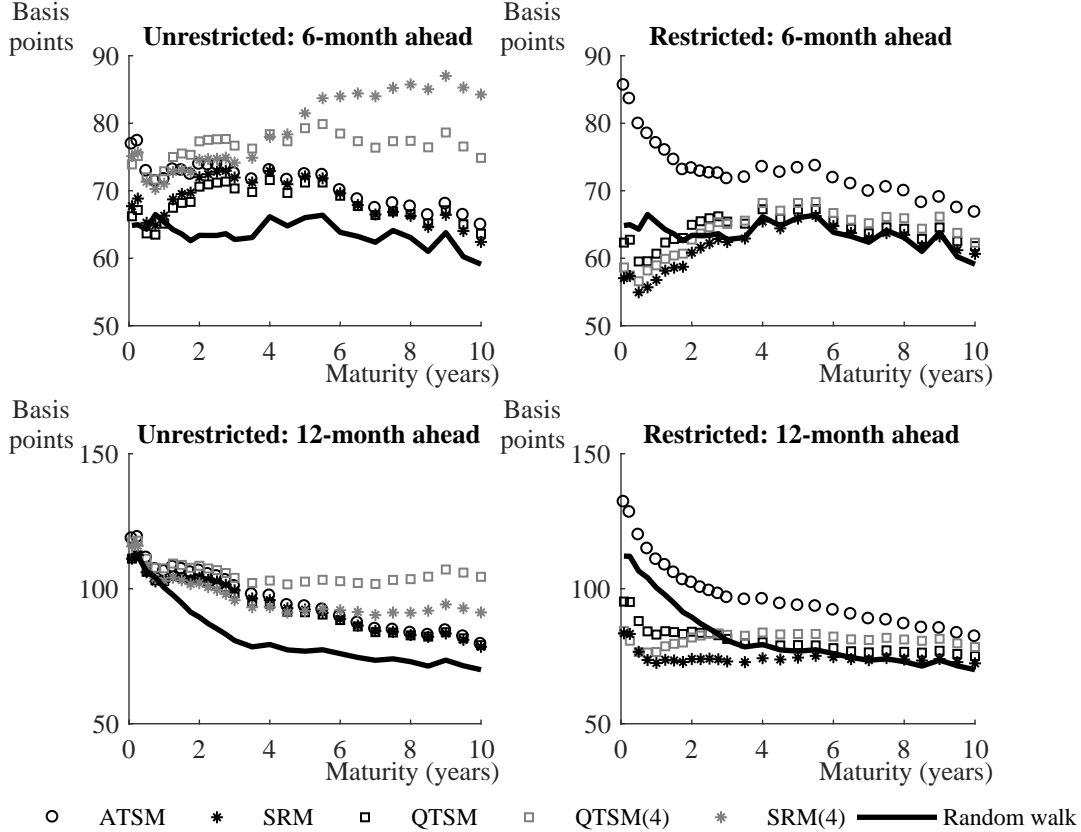 Basis
points
Unrestricted: 6-month ahead
90
80
70
60
50
0 2 4 6 8 10
Maturity (years)
Basis
points
Restricted: 6-month ahead
90
80
70
60
50
0 2 4 6 8 10
Maturity (years)
Basis
points
Unrestricted: 12-month ahead
150
100
50
0 2 4 6 8 10
Maturity (years)
Basis
points
Restricted: 12-month ahead
150
100
50
0 2 4 6 8 10
Maturity (years)
ATSM SRM QTSM QTSM(4) SRM(4) Random walk